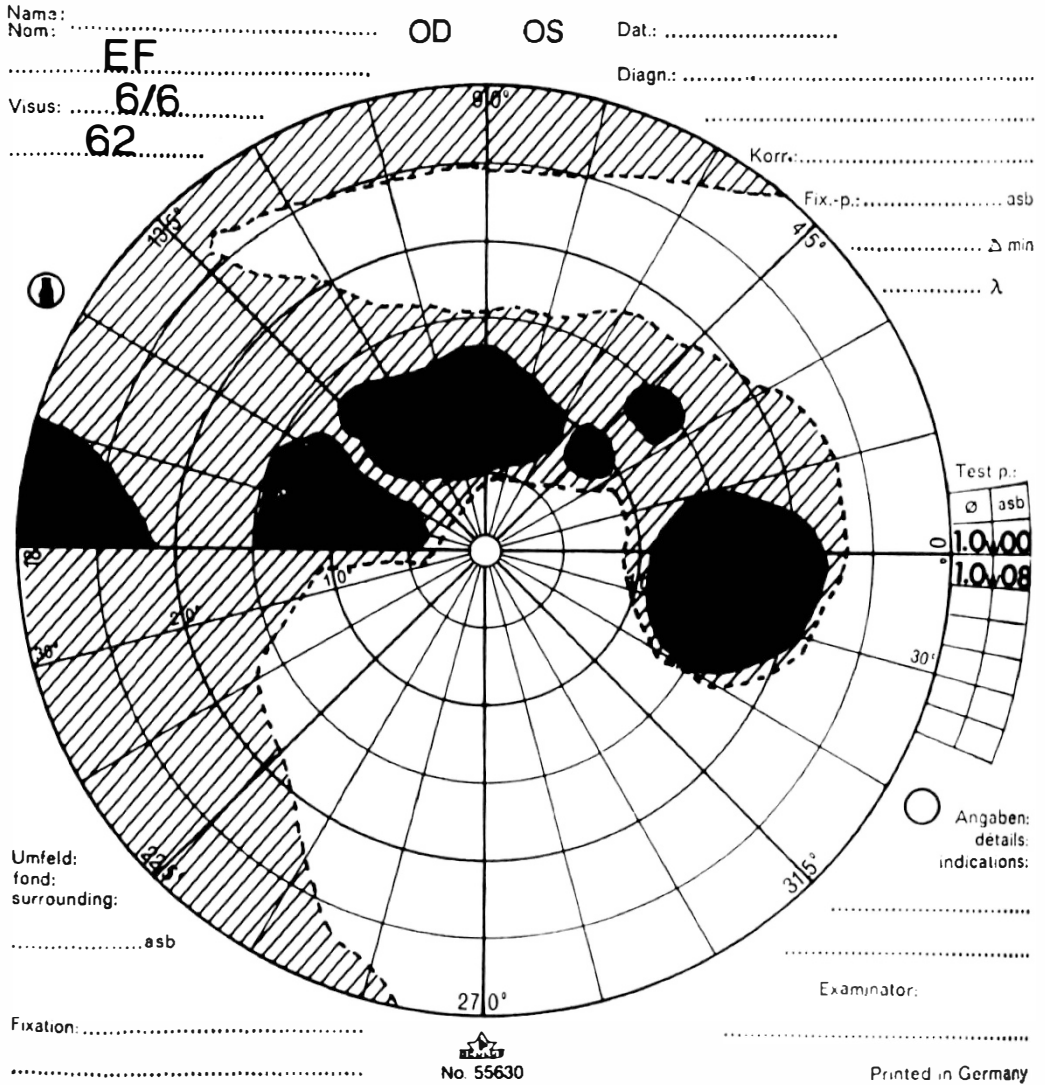 Name:
Nom:
OD OS
Dat.:
EF
Diagn.:
Visus: 6/6
62
90°
Korr.:
Fix.-p.: asb
135°
45°
Δ min
λ
Test p.:
Ø asb
0°
1.0 00
1.0 08
10°
20°
30°
30°
225°
315°
270°
Angaben:
détails:
indications:
Umfeld:
fond:
surrounding:
asb
Examinator:
Fixation:
No. 55630
Printed in Germany